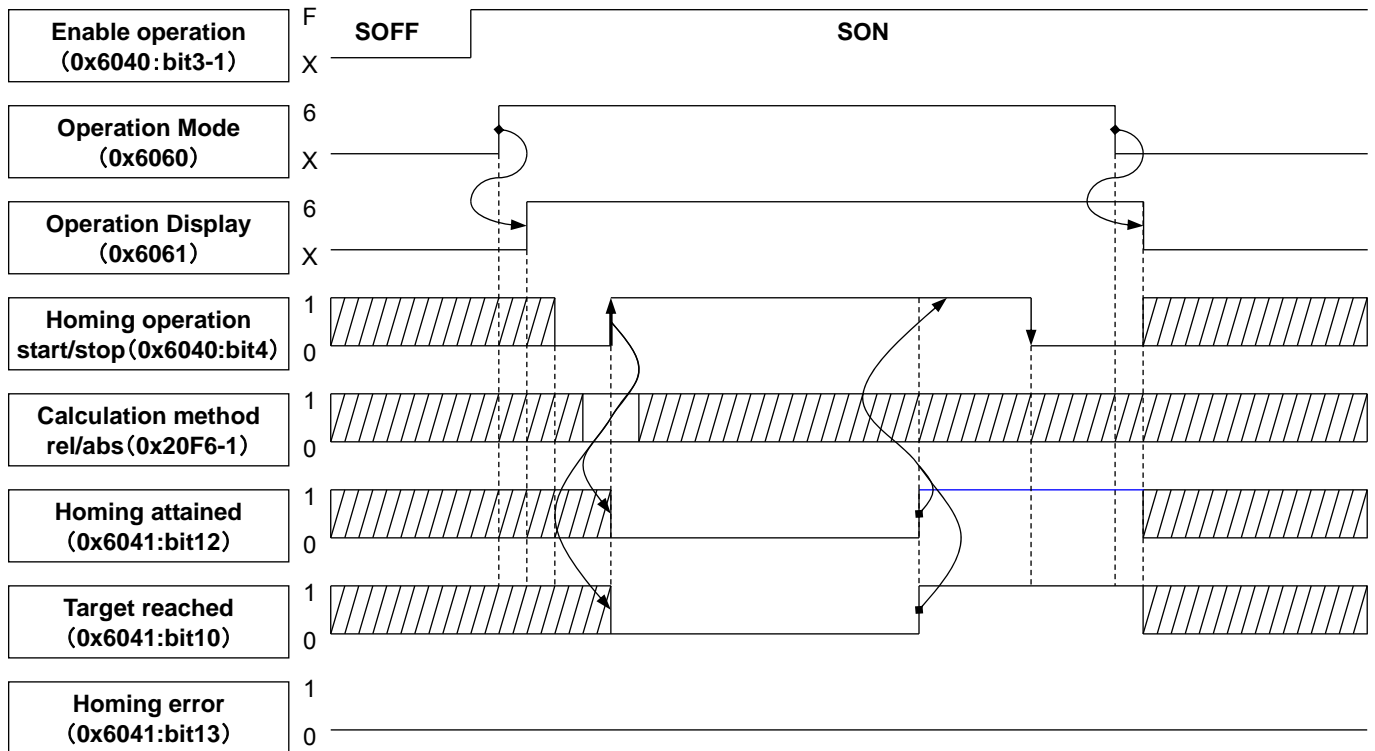 F
Enable operation
（0x6040：bit3-1）
X
SOFF
SON
6
Operation Mode
（0x6060）
X
6
Operation Display
（0x6061）
X
1
Homing operation
start/stop（0x6040:bit4）
0
1
Calculation method
rel/abs（0x20F6-1）
0
1
Homing attained
（0x6041:bit12）
0
1
Target reached
（0x6041:bit10）
0
1
Homing error
（0x6041:bit13）
0